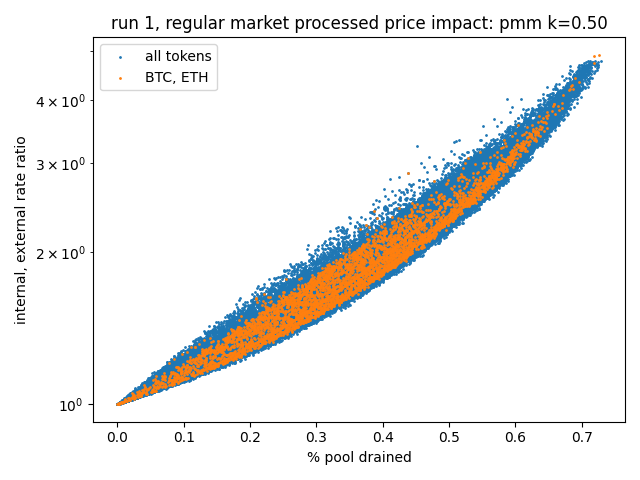 run 1, regular market processed price impact: pmm k=0.50
all tokens
BTC, ETH
4 × 10⁰
3 × 10⁰
2 × 10⁰
10⁰
internal, external rate ratio
0.0 0.1 0.2 0.3 0.4 0.5 0.6 0.7
% pool drained